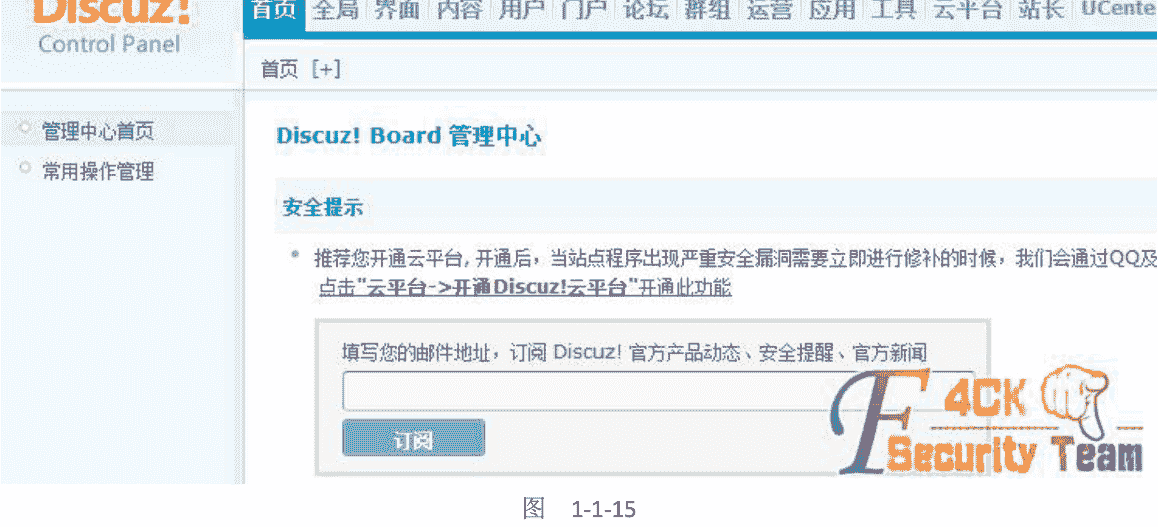 Discuz!
Control Panel
首页 全局 界面 内容 用户 门户 论坛 群组 运营 应用 工具 云平台 站长 UCente
首页 [+]
管理中心首页
常用操作管理
Discuz! Board 管理中心
安全提示
推荐您开通云平台, 开通后，当站点程序出现严重安全漏洞需要立即进行修补的时候，我们会通过QQ及
点击"云平台->开通Discuz!云平台"开通此功能
填写您的邮件地址，订阅 Discuz! 官方产品动态、安全提醒、官方新闻
订阅
F4CK
Security Team
图 1-1-15